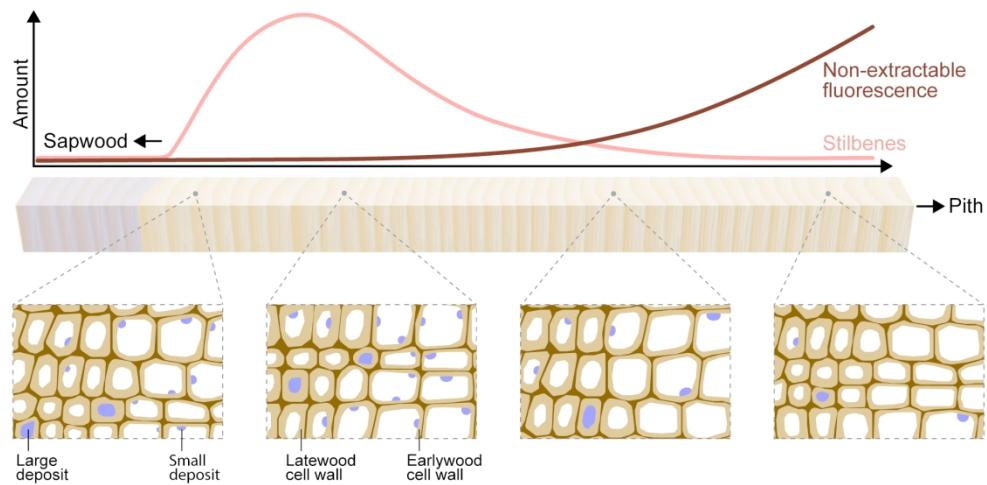 Amount
Non-extractable
fluorescence
Sapwood
Stilbenes
Pith
Large
deposit
Small
deposit
Latewood
cell wall
Earlywood
cell wall